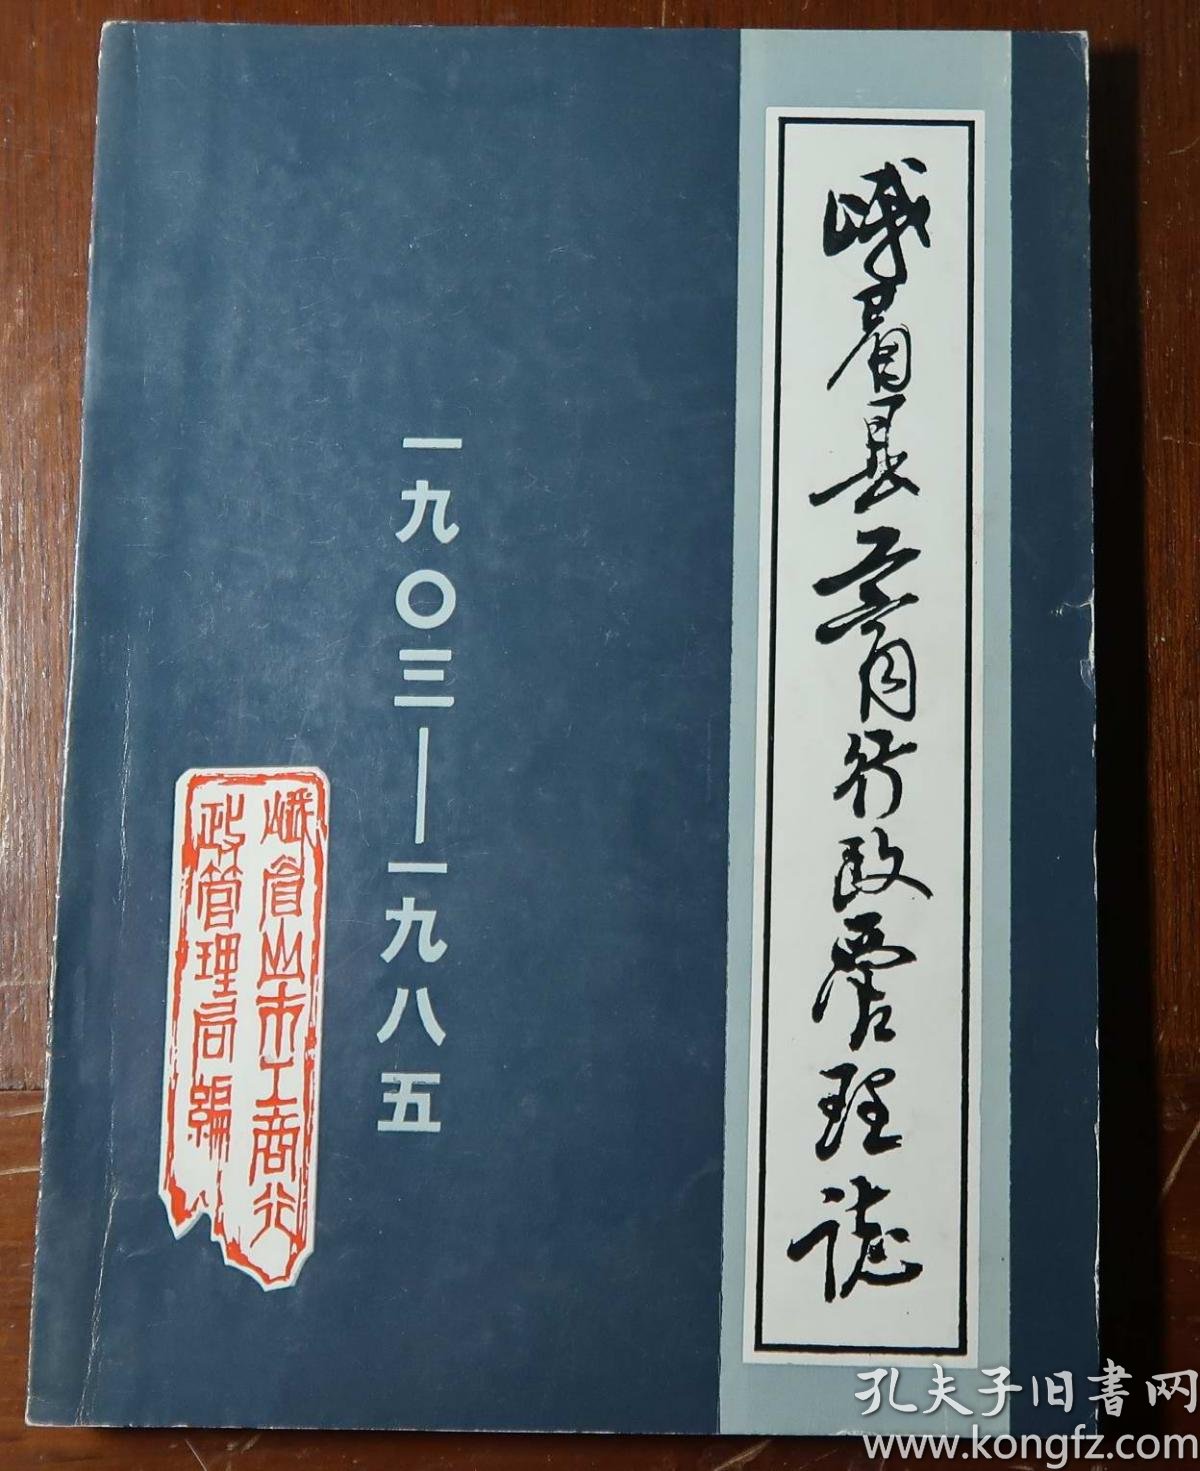 峨眉县工商行政管理誌
一九〇三——一九八五
峨眉山市工商行
政管理局编
孔夫子旧书网
www.kongfz.com